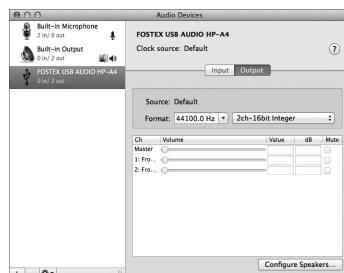 Audio Devices
Built-in Microphone
2 in/ 0 out
Built-in Output
0 in/ 2 out
FOSTEX USB AUDIO HP-A4
0 in/ 2 out
FOSTEX USB AUDIO HP-A4
Clock source: Default
?
Input Output
Source: Default
Format: 44100.0 Hz 2ch-16bit Integer
Ch Volume Value dB Mute
Master
1: Fro...
2: Fro...
Configure Speakers...